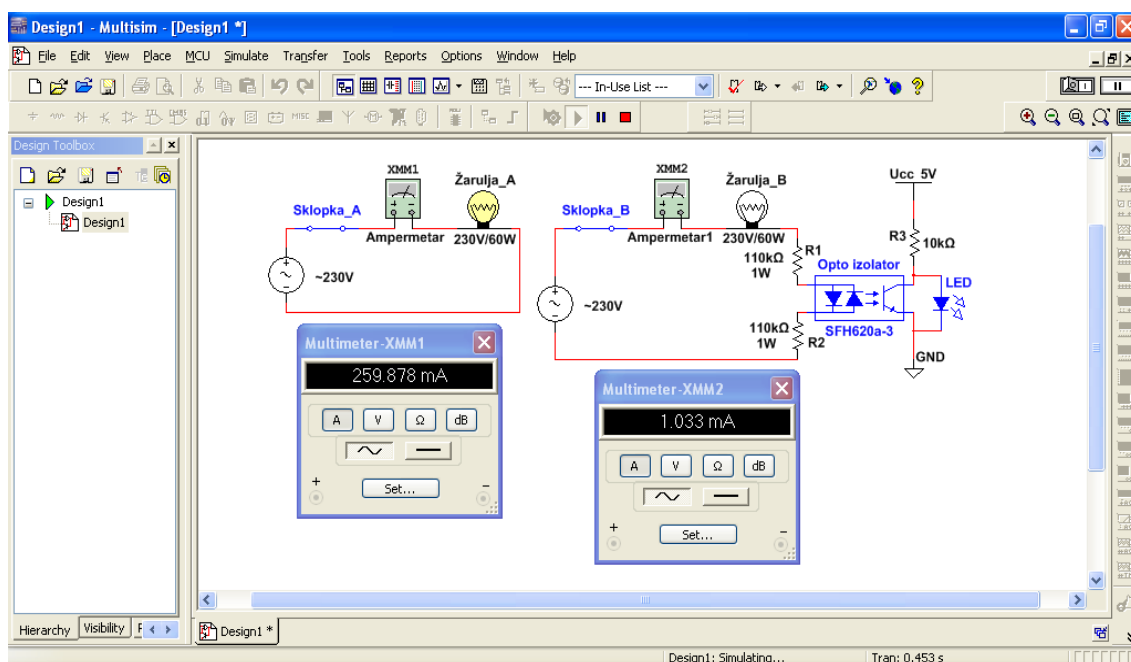 Design1 - Multisim - [Design1 *]
File Edit View Place MCU Simulate Transfer Tools Reports Options Window Help
--- In-Use List ---
MISC
Design Toolbox
Design1
Design1
XMM1
Žarulja_A
Sklopka_A
Ampermetar
230V/60W
~230V
XMM2
Žarulja_B
Sklopka_B
Ampermetar1
230V/60W
~230V
R1
110kΩ
1W
Opto izolator
SFH620a-3
110kΩ
1W
R2
Ucc 5V
R3
10kΩ
LED
GND
Multimeter-XMM1
259.878 mA
A V Ω dB
+
Set...
-
Multimeter-XMM2
1.033 mA
A V Ω dB
+
Set...
-
Hierarchy Visibility
Design1 *
Design1: Simulating... Tran: 0.453 s